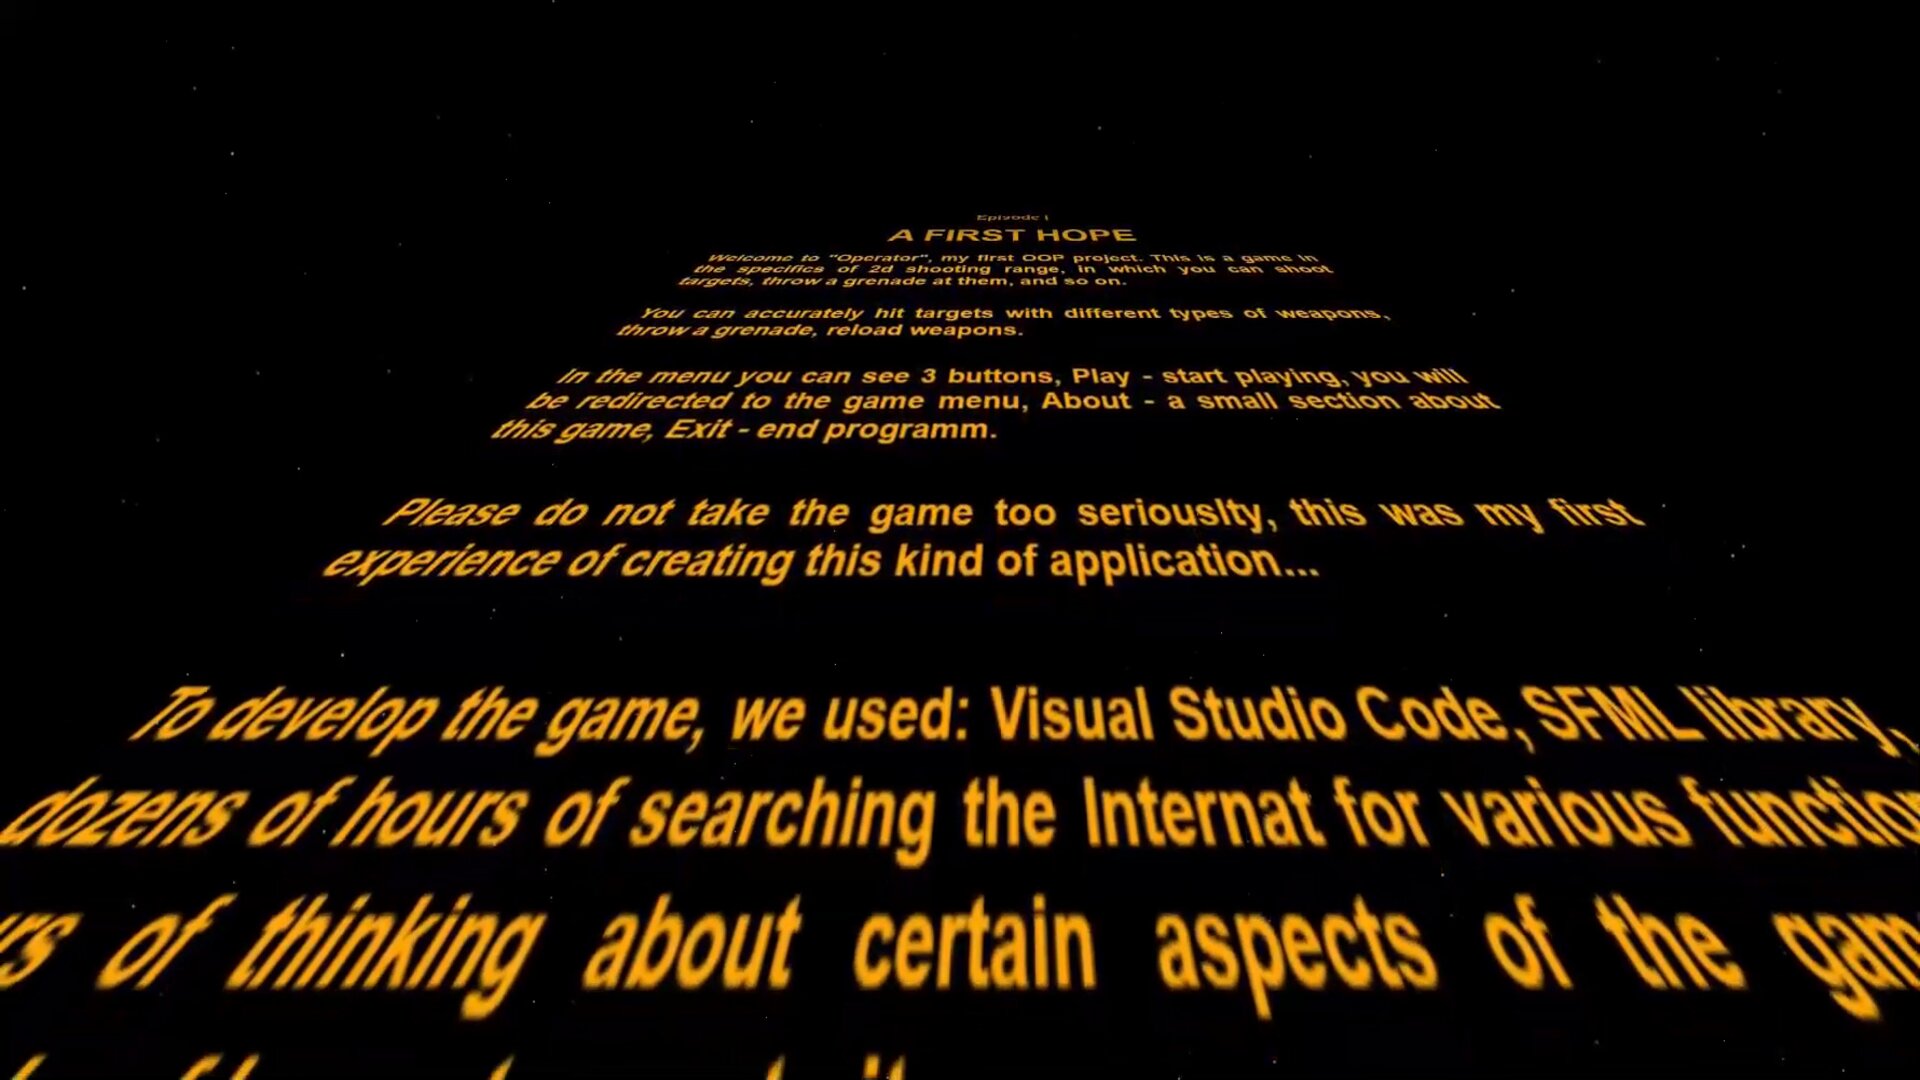 Episode I
A FIRST HOPE
Welcome to "Operator", my first OOP project. This is a game in
the specifics of 2d shooting range, in which you can shoot
targets, throw a grenade at them, and so on.
You can accurately hit targets with different types of weapons,
throw a grenade, reload weapons.
In the menu you can see 3 buttons, Play - start playing, you will
be redirected to the game menu, About - a small section about
this game, Exit - end programm.
Please do not take the game too seriouslty, this was my first
experience of creating this kind of application...
To develop the game, we used: Visual Studio Code, SFML library,
dozens of hours of searching the Internat for various function
of thinking about certain aspects of the